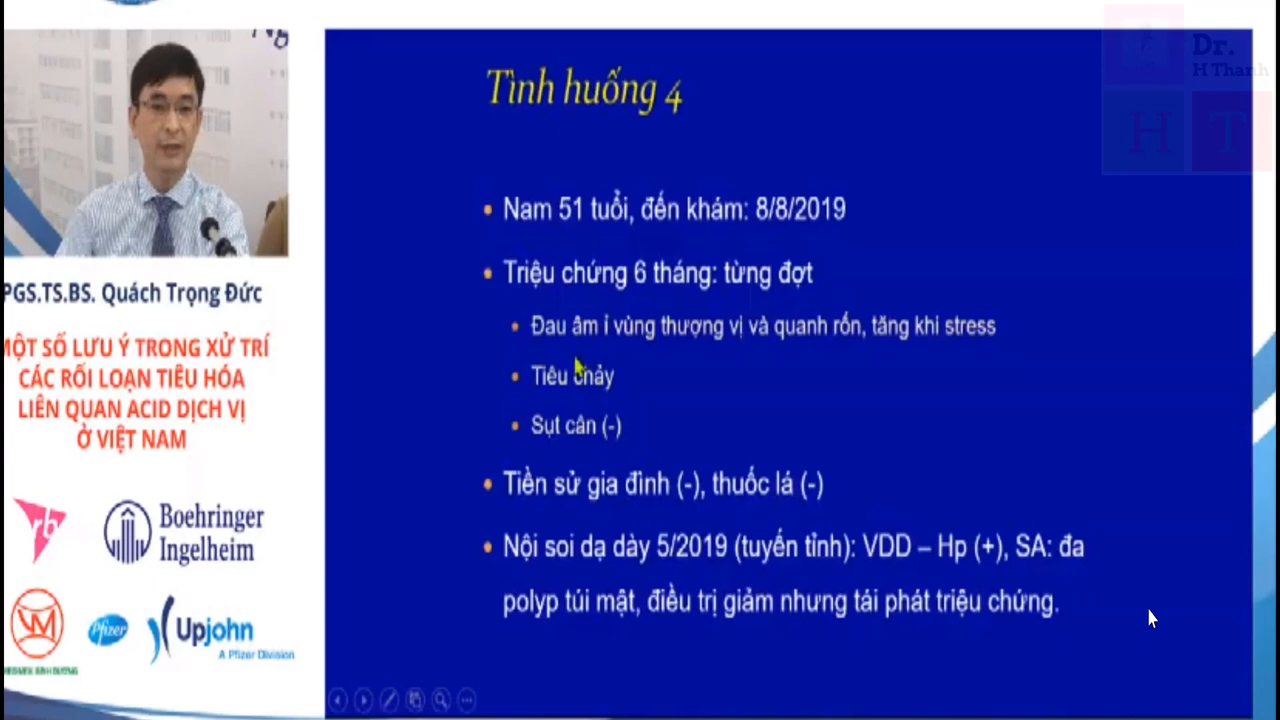 Ng
Dr.
H Thanh
H T
Tình huống 4
• Nam 51 tuổi, đến khám: 8/8/2019
• Triệu chứng 6 tháng: từng đợt
• Đau âm ỉ vùng thượng vị và quanh rốn, tăng khi stress
• Tiêu chảy
• Sụt cân (-)
• Tiền sử gia đình (-), thuốc lá (-)
• Nội soi dạ dày 5/2019 (tuyến tỉnh): VDD – Hp (+), SA: đa
polyp túi mật, điều trị giảm nhưng tái phát triệu chứng.
PGS.TS.BS. Quách Trọng Đức
MỘT SỐ LƯU Ý TRONG XỬ TRÍ
CÁC RỐI LOẠN TIÊU HÓA
LIÊN QUAN ACID DỊCH VỊ
Ở VIỆT NAM
rb
Boehringer
Ingelheim
Pfizer
Upjohn
A Pfizer Division